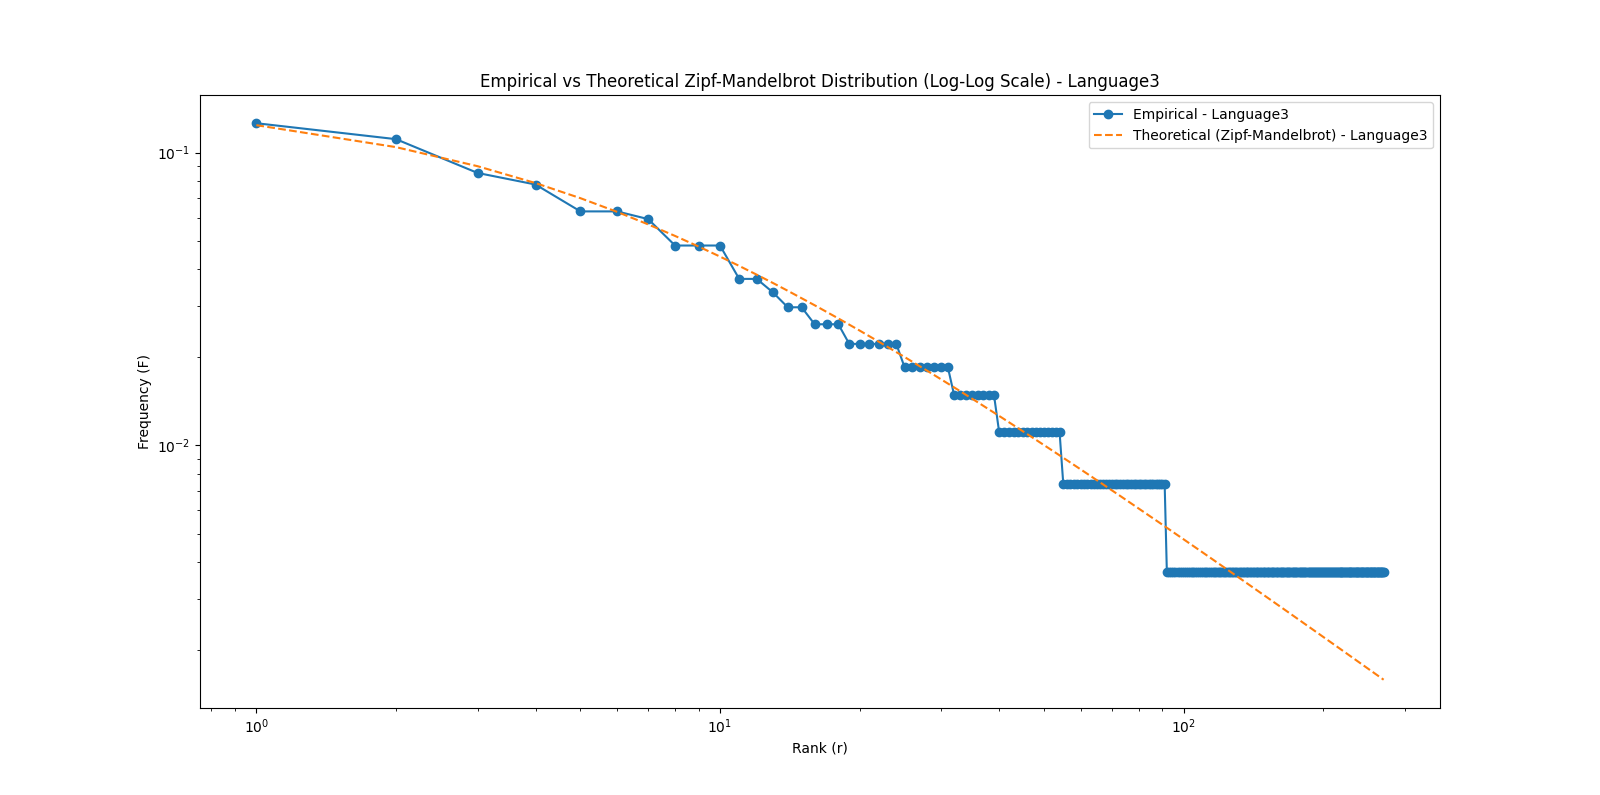 Empirical vs Theoretical Zipf-Mandelbrot Distribution (Log-Log Scale) - Language3
Empirical - Language3
Theoretical (Zipf-Mandelbrot) - Language3
Frequency (F)
10⁻¹
10⁻²
10⁰
10¹
10²
Rank (r)